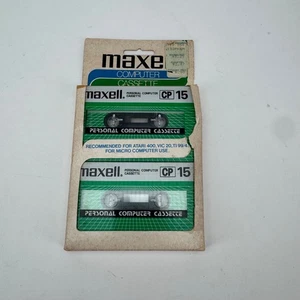 maxe
COMPUTER
CASSETTE
maxell. PERSONAL COMPUTER CASSETTE CP 15
PERSONAL COMPUTER CASSETTE
RECOMMENDED FOR ATARI 400, VIC 20, TI 99/4
FOR MICRO COMPUTER USE.
maxell. PERSONAL COMPUTER CASSETTE CP 15
PERSONAL COMPUTER CASSETTE